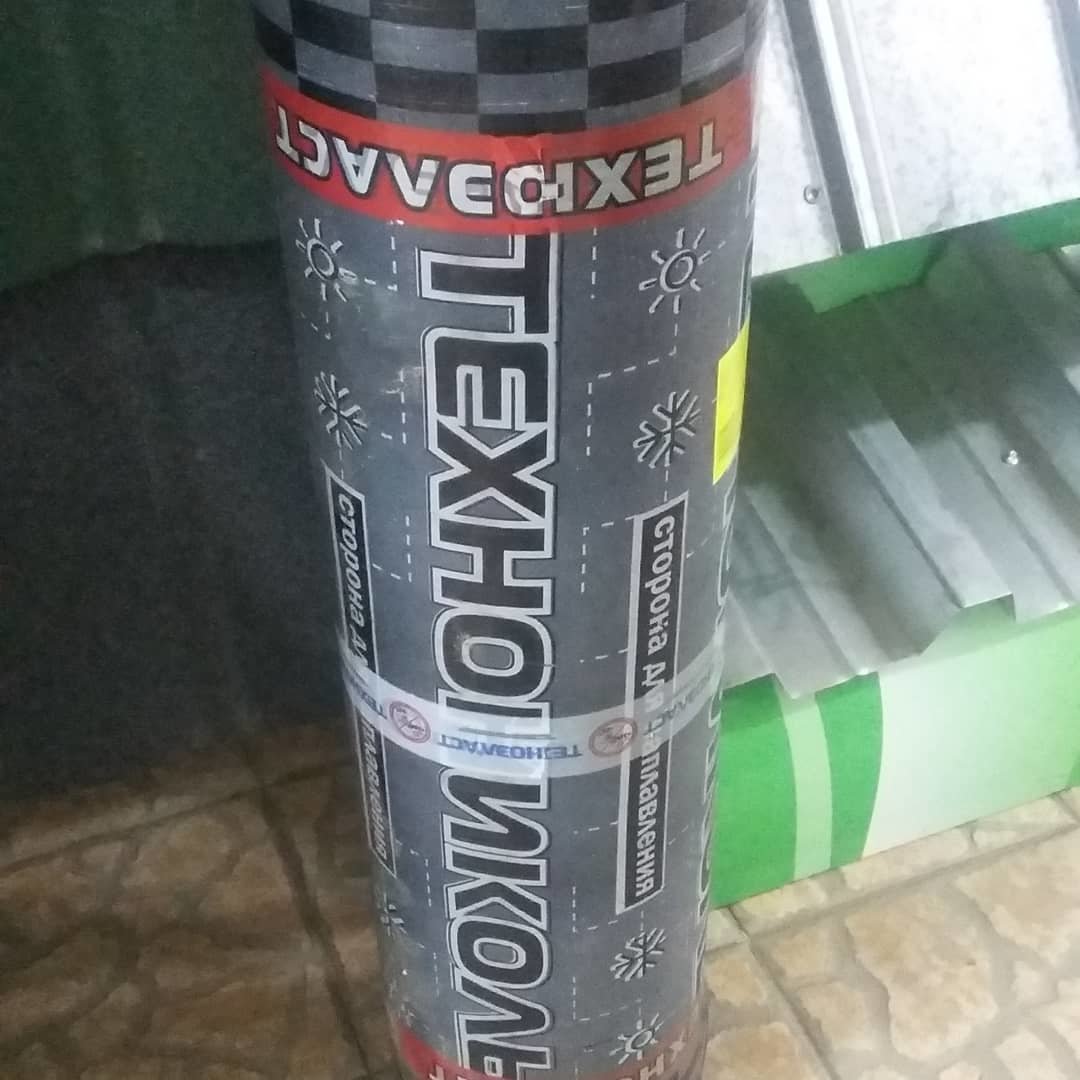 ТЕХНОЭЛАСТ
ТЕХНОНИКОЛЬ
сторона для наплавления
сторона для наплавления
ТЕХНОЭЛАСТ